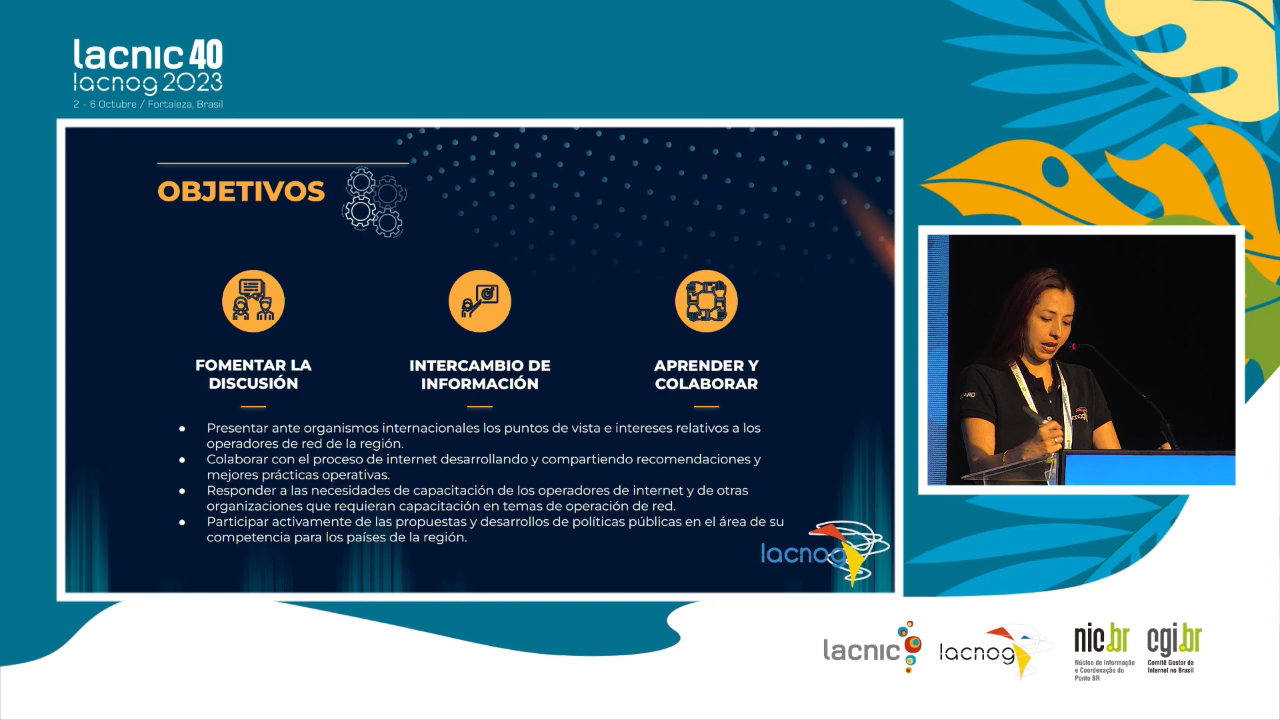 lacnic 40
lacnog 2023
2 - 6 Octubre / Fortaleza, Brasil
OBJETIVOS
FOMENTAR LA
DISCUSIÓN
INTERCAMBIO DE
INFORMACIÓN
APRENDER Y
COLABORAR
● Presentar ante organismos internacionales los puntos de vista e intereses relativos a los
operadores de red de la región.
● Colaborar con el proceso de internet desarrollando y compartiendo recomendaciones y
mejores prácticas operativas.
● Responder a las necesidades de capacitación de los operadores de internet y de otras
organizaciones que requieran capacitación en temas de operación de red.
● Participar activamente de las propuestas y desarrollos de políticas públicas en el área de su
competencia para los países de la región.
lacnog
lacnic
lacnog
nic.br
Núcleo de Informação
e Coordenação do
Ponto BR
cgi.br
Comitê Gestor da
Internet no Brasil